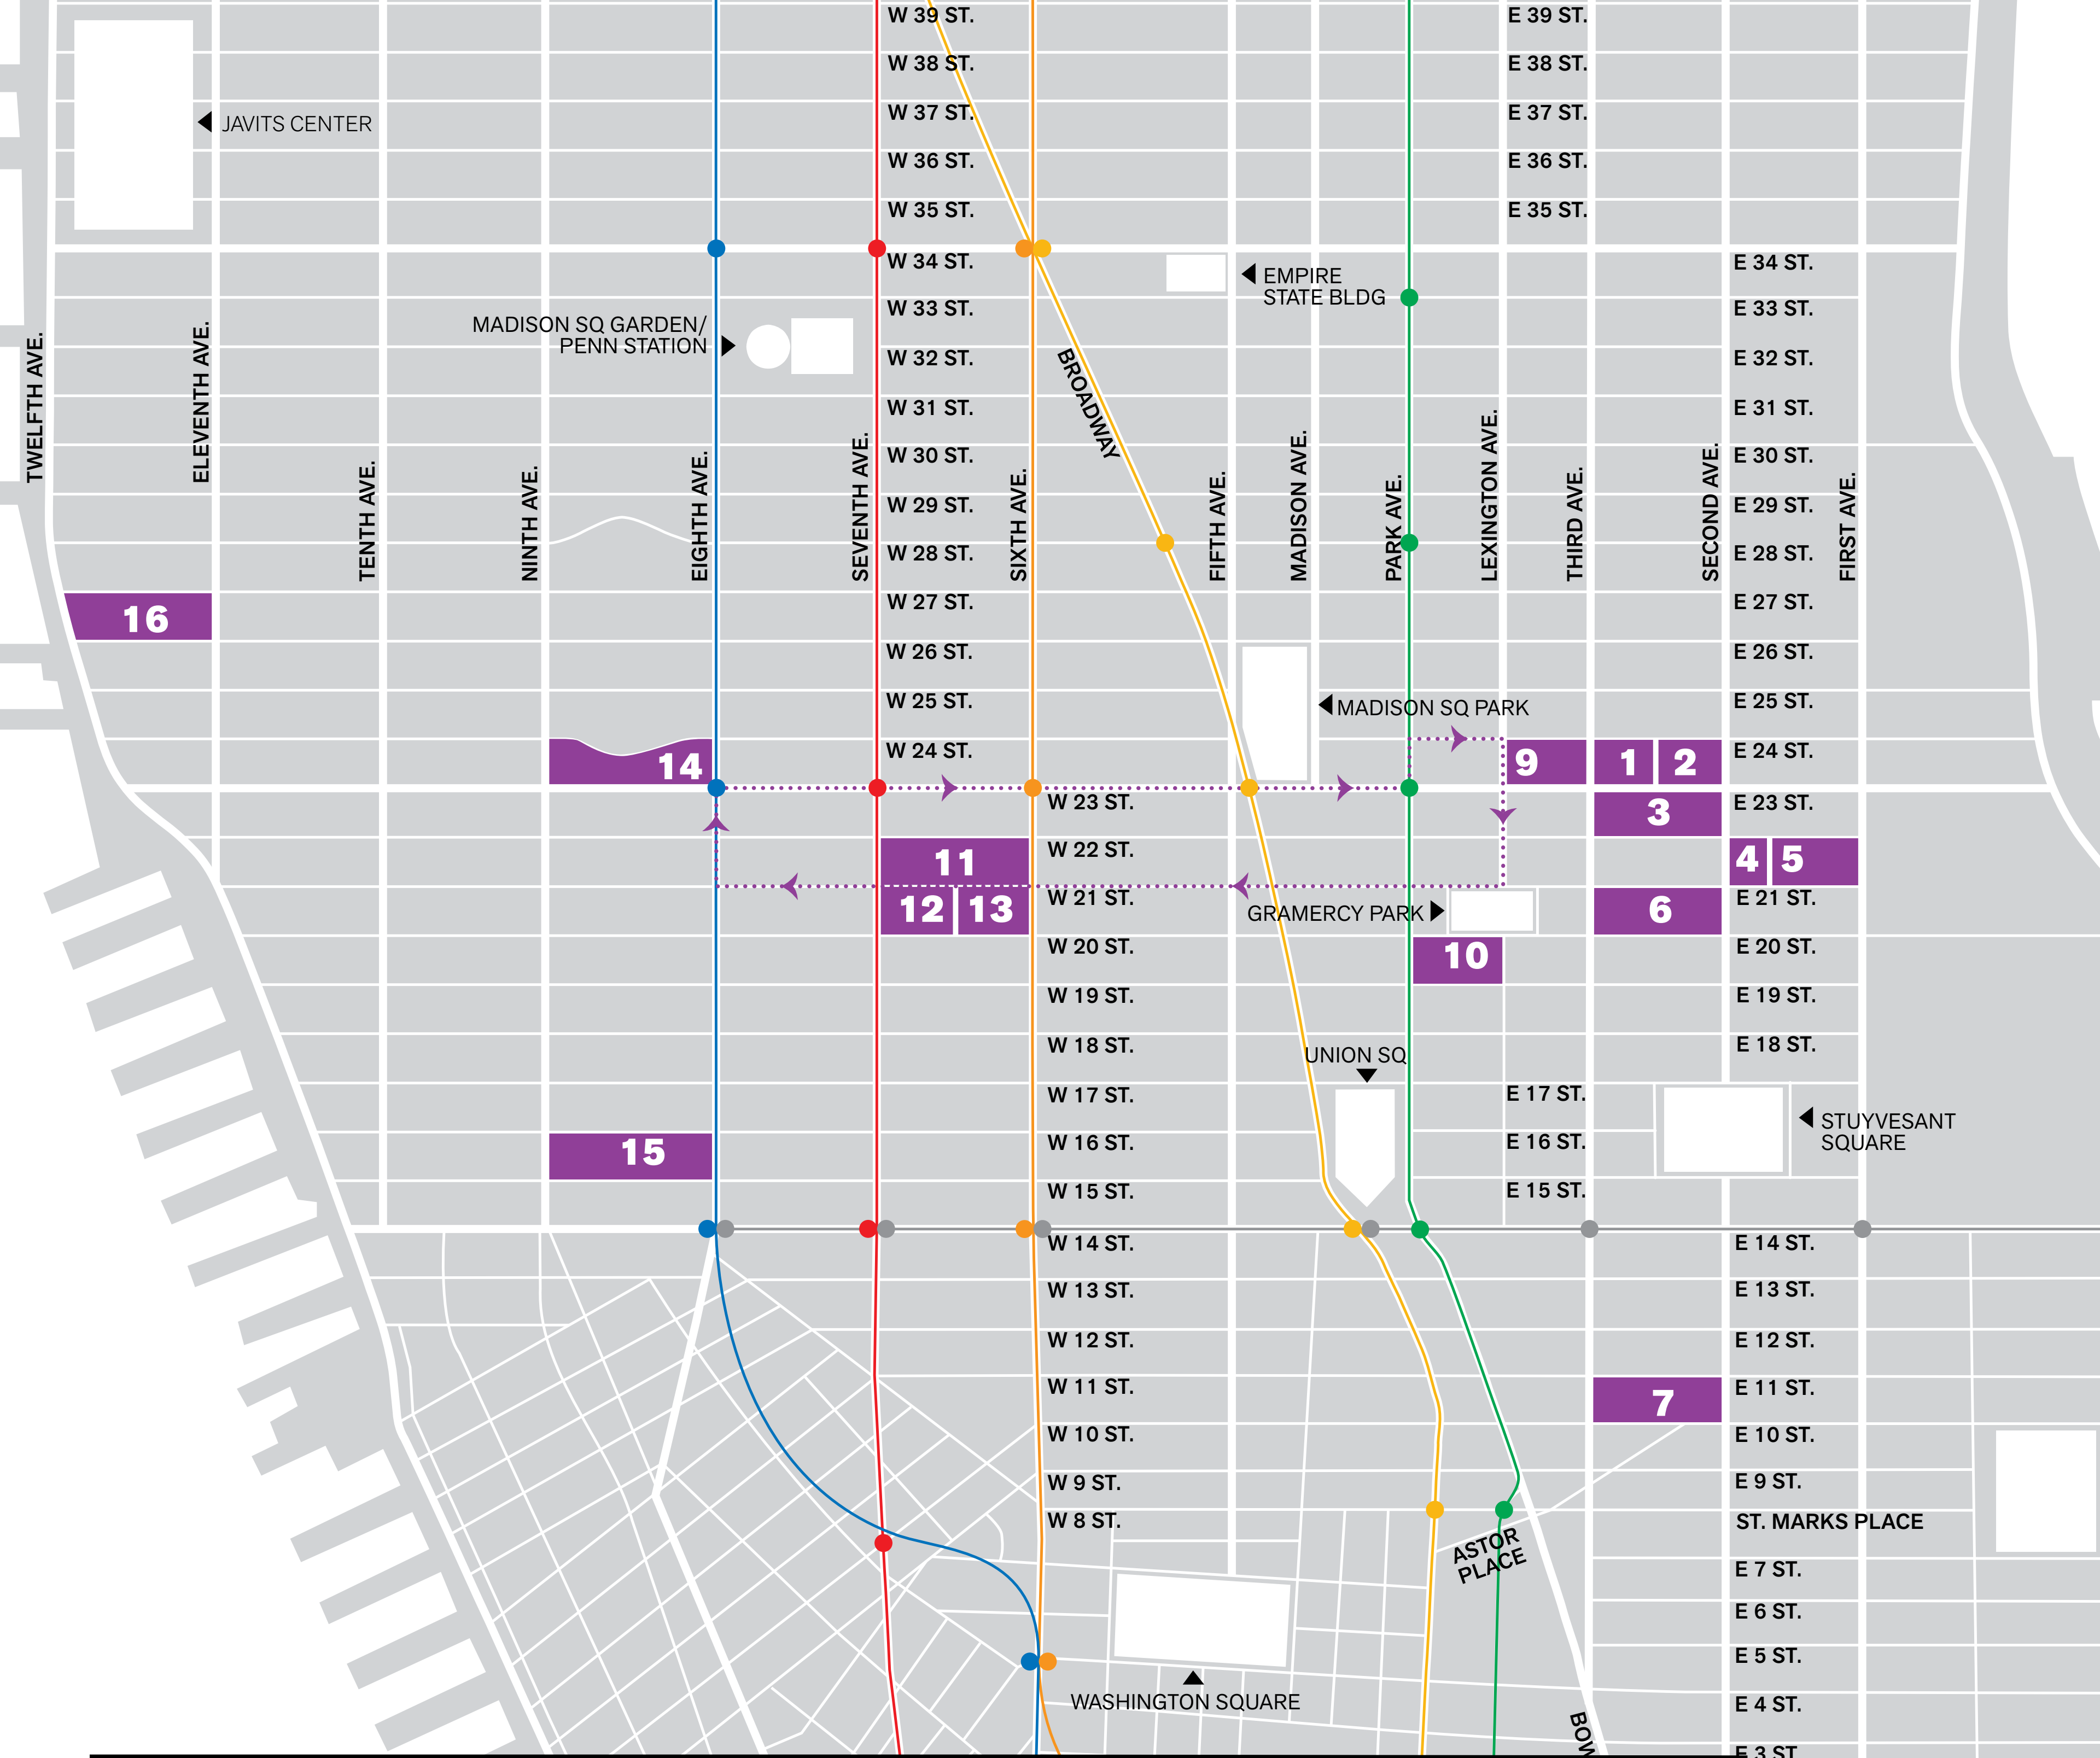 W 39 ST.
E 39 ST.
W 38 ST.
E 38 ST.
JAVITS CENTER
W 37 ST.
E 37 ST.
W 36 ST.
E 36 ST.
W 35 ST.
E 35 ST.
W 34 ST.
E 34 ST.
EMPIRE
STATE BLDG
W 33 ST.
E 33 ST.
MADISON SQ GARDEN/
PENN STATION
W 32 ST.
E 32 ST.
BROADWAY
W 31 ST.
E 31 ST.
W 30 ST.
E 30 ST.
TWELFTH AVE.
ELEVENTH AVE.
TENTH AVE.
NINTH AVE.
EIGHTH AVE.
SEVENTH AVE.
SIXTH AVE.
FIFTH AVE.
MADISON AVE.
PARK AVE.
LEXINGTON AVE.
THIRD AVE.
SECOND AVE.
FIRST AVE.
W 29 ST.
E 29 ST.
W 28 ST.
E 28 ST.
W 27 ST.
E 27 ST.
16
W 26 ST.
E 26 ST.
W 25 ST.
E 25 ST.
MADISON SQ PARK
W 24 ST.
E 24 ST.
14
9
1
2
W 23 ST.
E 23 ST.
3
W 22 ST.
11
4
5
W 21 ST.
E 21 ST.
12
13
GRAMERCY PARK
6
W 20 ST.
E 20 ST.
10
W 19 ST.
E 19 ST.
W 18 ST.
E 18 ST.
UNION SQ
W 17 ST.
E 17 ST.
STUYVESANT
SQUARE
W 16 ST.
E 16 ST.
15
W 15 ST.
E 15 ST.
W 14 ST.
E 14 ST.
W 13 ST.
E 13 ST.
W 12 ST.
E 12 ST.
W 11 ST.
E 11 ST.
7
W 10 ST.
E 10 ST.
W 9 ST.
E 9 ST.
W 8 ST.
ST. MARKS PLACE
ASTOR
PLACE
E 7 ST.
E 6 ST.
E 5 ST.
WASHINGTON SQUARE
E 4 ST.
BOW
E 3 ST.